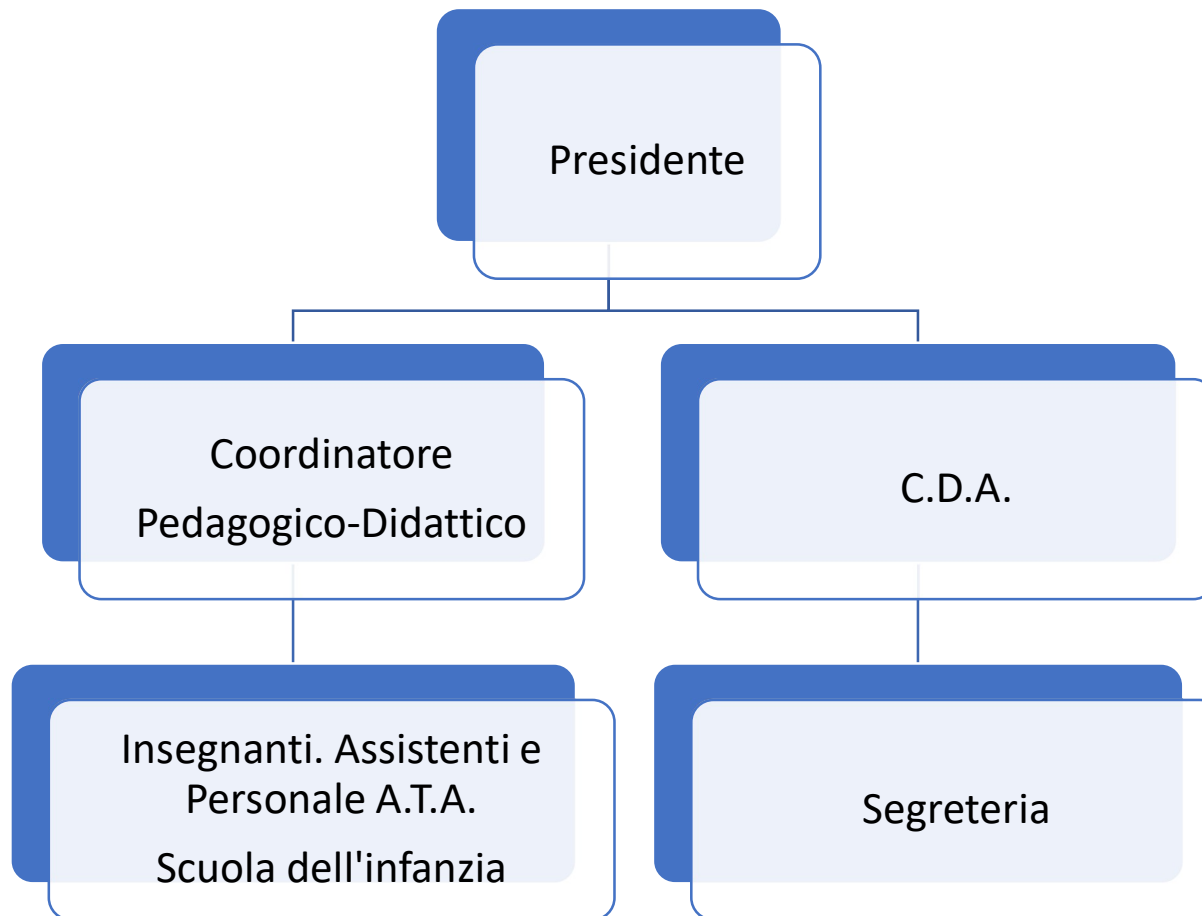 Presidente
Coordinatore
Pedagogico-Didattico
C.D.A.
Insegnanti. Assistenti e
Personale A.T.A.
Scuola dell'infanzia
Segreteria